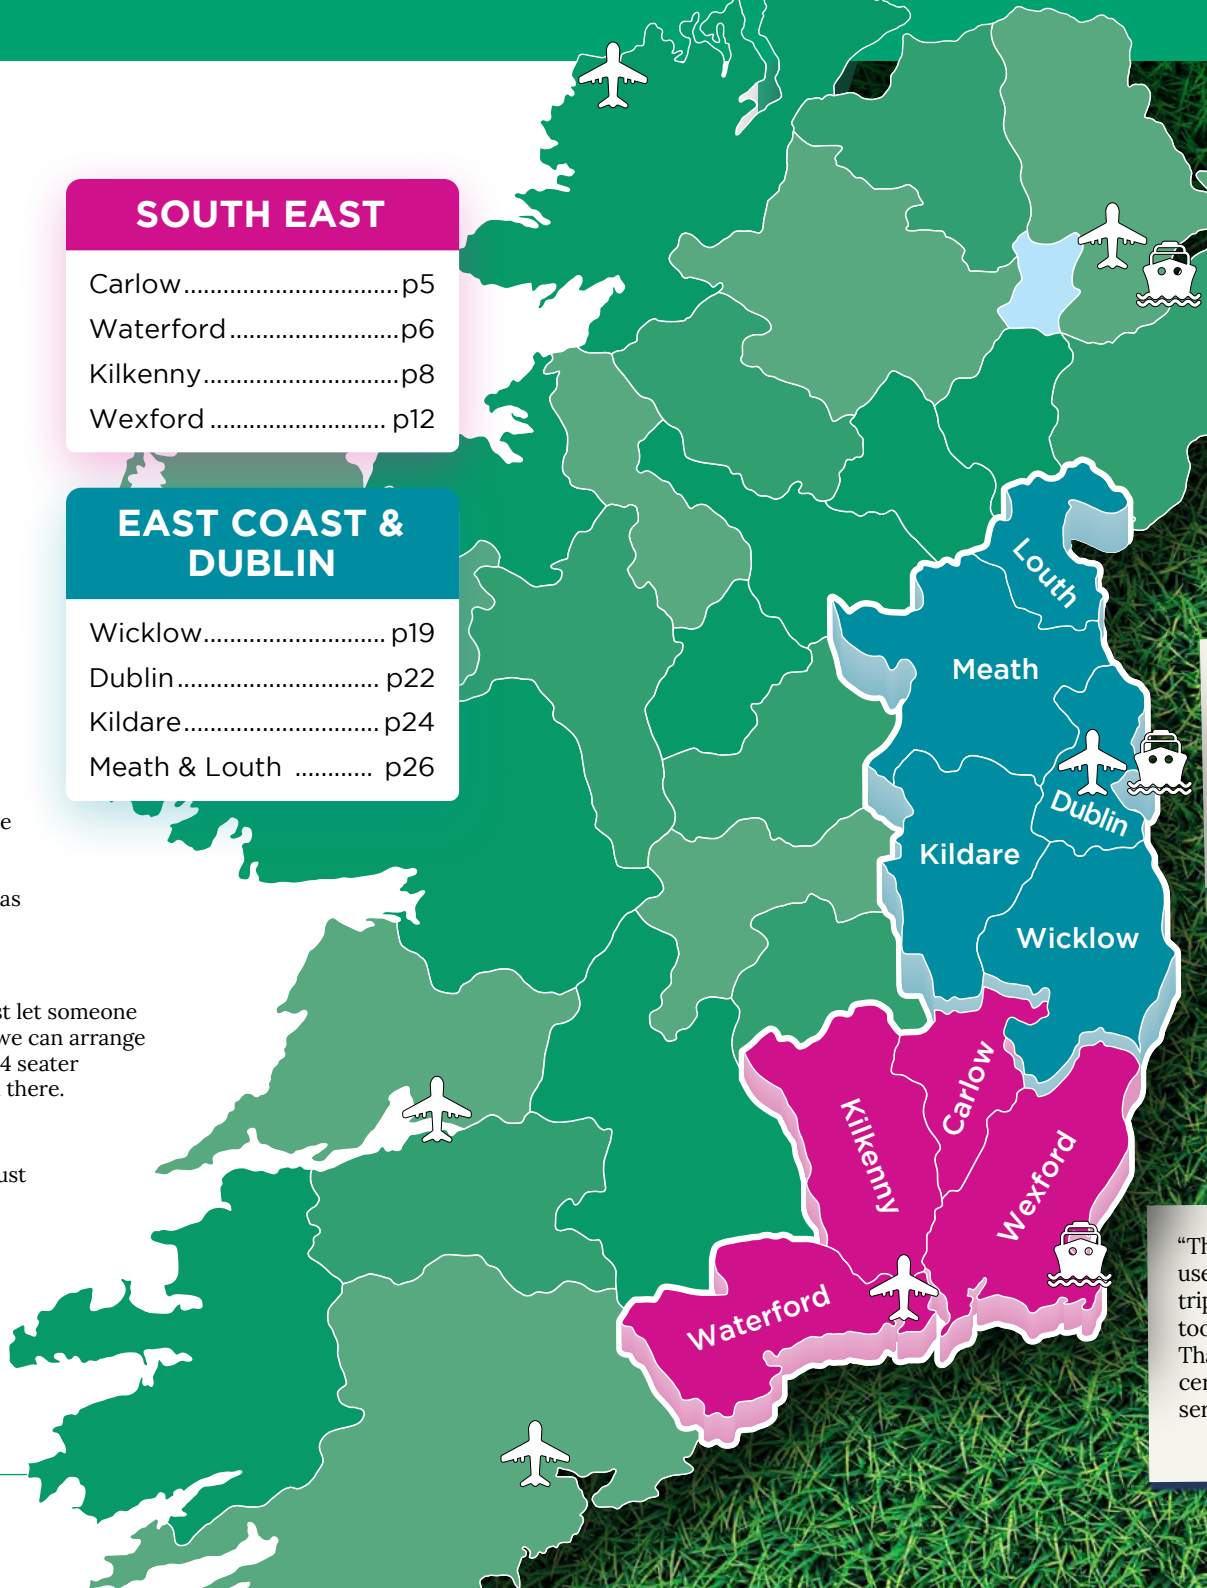 SOUTH EAST
Carlow.................................p5
Waterford..........................p6
Kilkenny..............................p8
Wexford ........................... p12
EAST COAST &
DUBLIN
Wicklow............................ p19
Dublin............................... p22
Kildare.............................. p24
Meath & Louth ............ p26
e
as
let someone
we can arrange
4 seater
there.
Louth
Meath
Dublin
Kildare
Wicklow
Carlow
Kilkenny
Wexford
Waterford